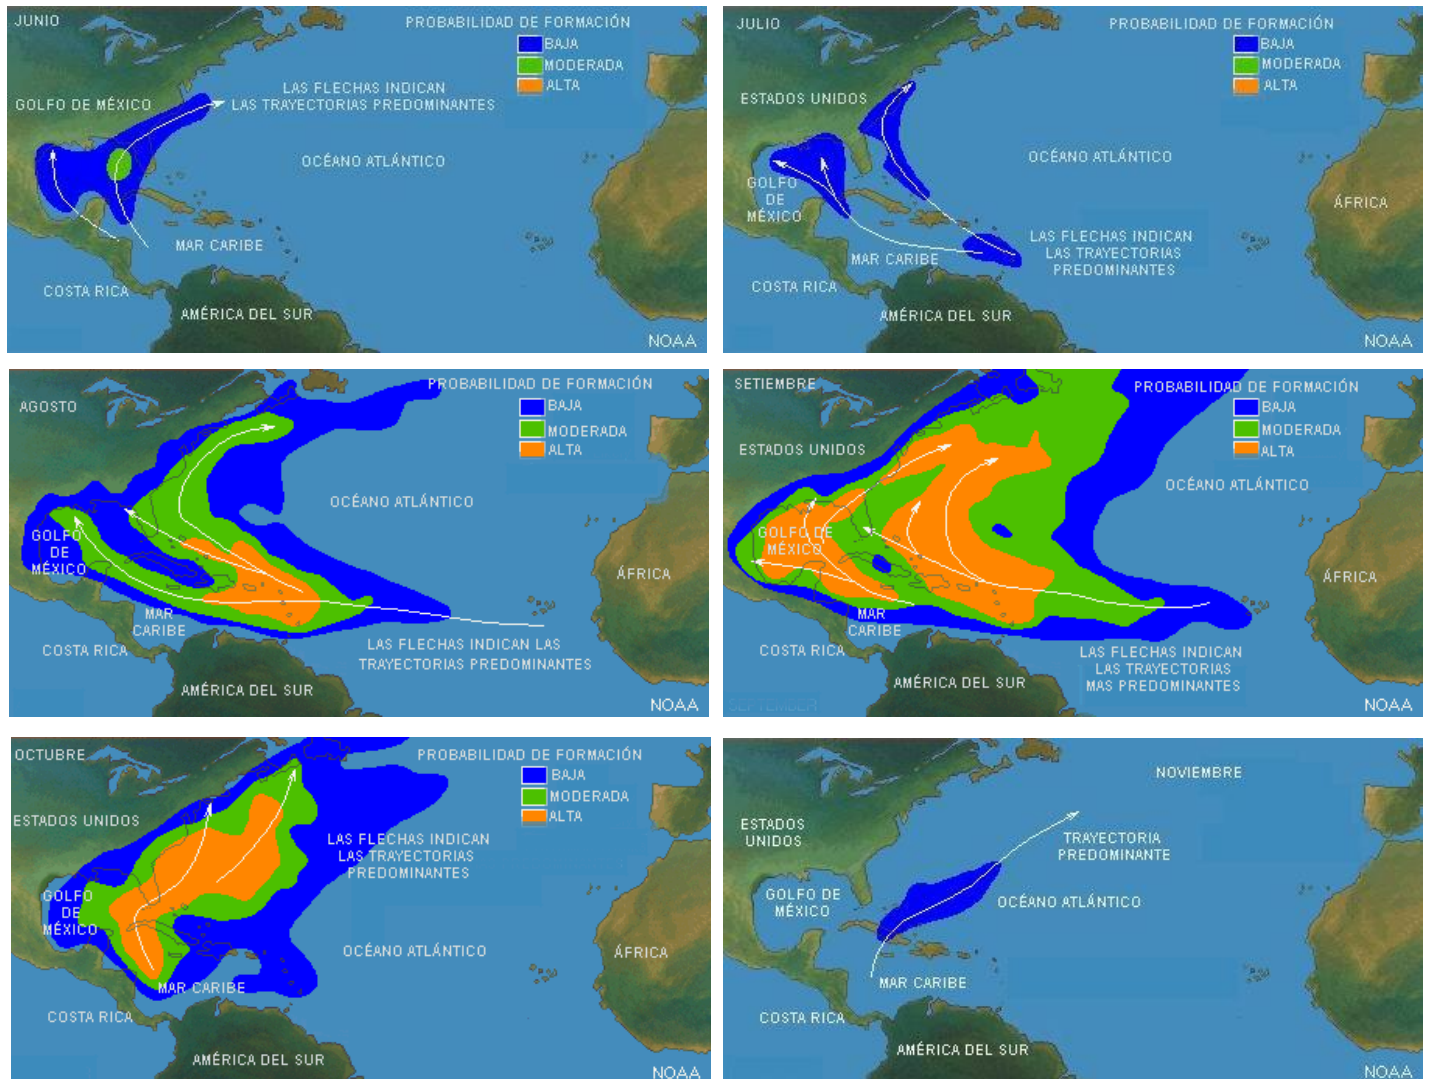 JUNIO
PROBABILIDAD DE FORMACIÓN
BAJA
MODERADA
ALTA
LAS FLECHAS INDICAN
LAS TRAYECTORIAS PREDOMINANTES
GOLFO DE MÉXICO
OCÉANO ATLÁNTICO
MAR CARIBE
COSTA RICA
AMÉRICA DEL SUR
NOAA
JULIO
PROBABILIDAD DE FORMACIÓN
BAJA
MODERADA
ALTA
ESTADOS UNIDOS
OCÉANO ATLÁNTICO
GOLFO
DE
MÉXICO
ÁFRICA
LAS FLECHAS INDICAN
LAS TRAYECTORIAS
PREDOMINANTES
MAR CARIBE
COSTA RICA
AMÉRICA DEL SUR
NOAA
AGOSTO
PROBABILIDAD DE FORMACIÓN
BAJA
MODERADA
ALTA
OCÉANO ATLÁNTICO
GOLFO
DE
MÉXICO
ÁFRICA
MAR
CARIBE
COSTA RICA
LAS FLECHAS INDICAN LAS
TRAYECTORIAS PREDOMINANTES
AMÉRICA DEL SUR
NOAA
SETIEMBRE
PROBABILIDAD DE FORMACIÓN
BAJA
MODERADA
ALTA
ESTADOS UNIDOS
OCÉANO ATLÁNTICO
GOLFO DE
MÉXICO
ÁFRICA
MAR
CARIBE
COSTA RICA
LAS FLECHAS INDICAN
LAS TRAYECTORIAS
MAS PREDOMINANTES
AMÉRICA DEL SUR
SEPTEMBER
NOAA
OCTUBRE
PROBABILIDAD DE FORMACIÓN
BAJA
MODERADA
ALTA
ESTADOS UNIDOS
LAS FLECHAS INDICAN
LAS TRAYECTORIAS
PREDOMINANTES
GOLFO
DE
MÉXICO
OCÉANO ATLÁNTICO
ÁFRICA
MAR CARIBE
COSTA RICA
AMÉRICA DEL SUR
NOAA
NOVIEMBRE
ESTADOS
UNIDOS
TRAYECTORIA
PREDOMINANTE
GOLFO DE
MÉXICO
OCÉANO ATLÁNTICO
MAR CARIBE
COSTA RICA
AMÉRICA DEL SUR
NOAA